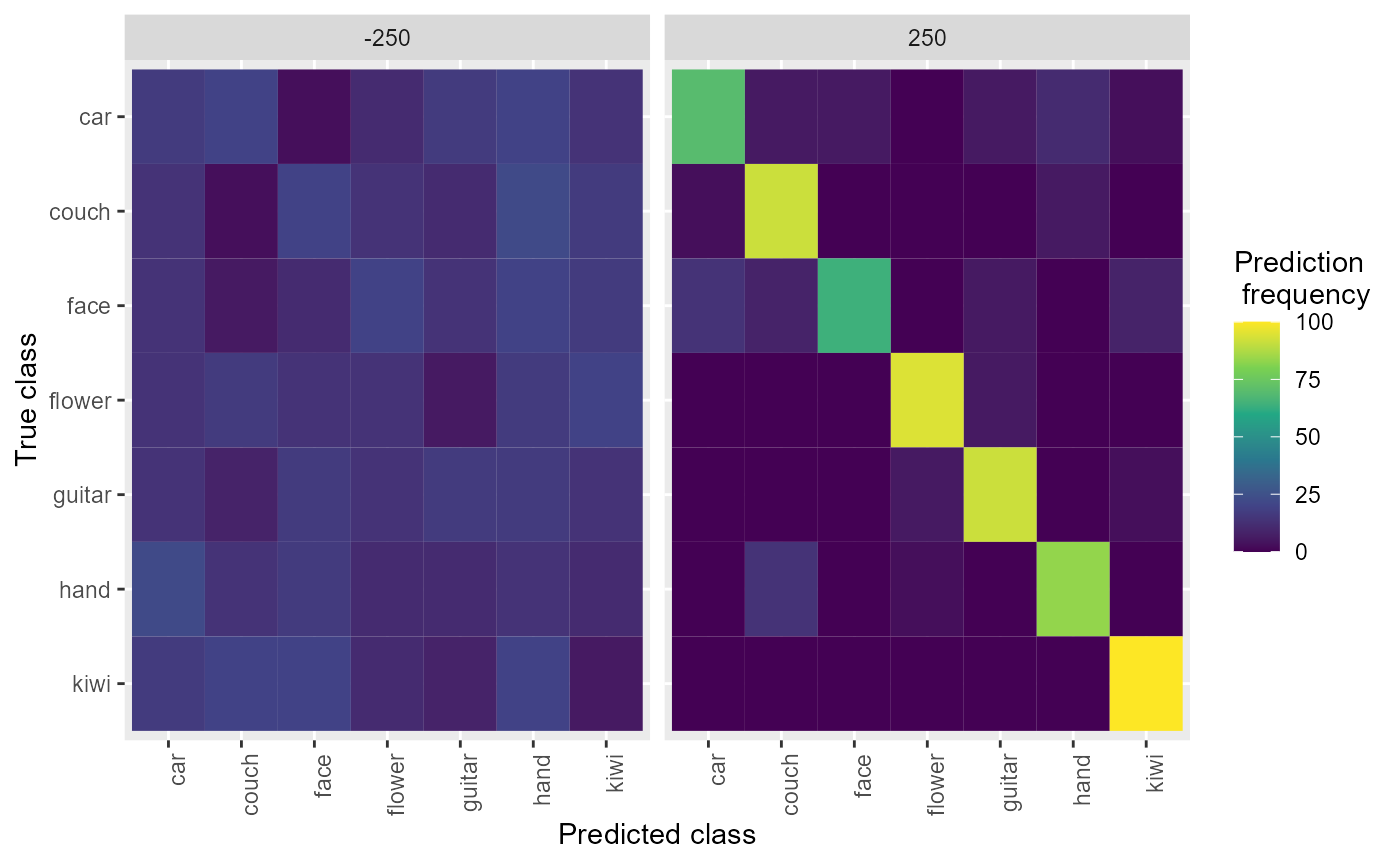 -250
250
True class
car
couch
face
flower
guitar
hand
kiwi
car
couch
face
flower
guitar
hand
kiwi
car
couch
face
flower
guitar
hand
kiwi
Predicted class
Prediction
frequency
100
75
50
25
0